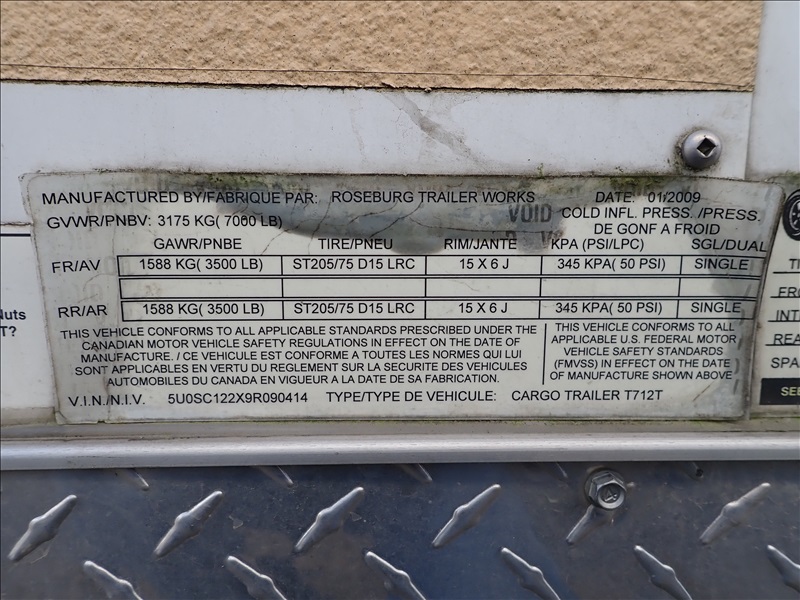 MANUFACTURED BY/FABRIQUE PAR: ROSEBURG TRAILER WORKS DATE: 01/2009
GVWR/PNBV: 3175 KG( 7000 LB) VOID COLD INFL. PRESS. /PRESS.
DE GONF A FROID
GAWR/PNBE TIRE/PNEU RIM/JANTE KPA (PSI/LPC) SGL/DUAL
FR/AV 1588 KG( 3500 LB) ST205/75 D15 LRC 15 X 6 J 345 KPA( 50 PSI) SINGLE
RR/AR 1588 KG( 3500 LB) ST205/75 D15 LRC 15 X 6 J 345 KPA( 50 PSI) SINGLE
THIS VEHICLE CONFORMS TO ALL APPLICABLE STANDARDS PRESCRIBED UNDER THE
CANADIAN MOTOR VEHICLE SAFETY REGULATIONS IN EFFECT ON THE DATE OF
MANUFACTURE. / CE VEHICULE EST CONFORME A TOUTES LES NORMES QUI LUI
SONT APPLICABLES EN VERTU DU REGLEMENT SUR LA SECURITE DES VEHICULES
AUTOMOBILES DU CANADA EN VIGUEUR A LA DATE DE SA FABRICATION.
THIS VEHICLE CONFORMS TO ALL
APPLICABLE U.S. FEDERAL MOTOR
VEHICLE SAFETY STANDARDS
(FMVSS) IN EFFECT ON THE DATE
OF MANUFACTURE SHOWN ABOVE
V.I.N./N.I.V. 5U0SC122X9R090414 TYPE/TYPE DE VEHICULE: CARGO TRAILER T712T
Nuts
T?